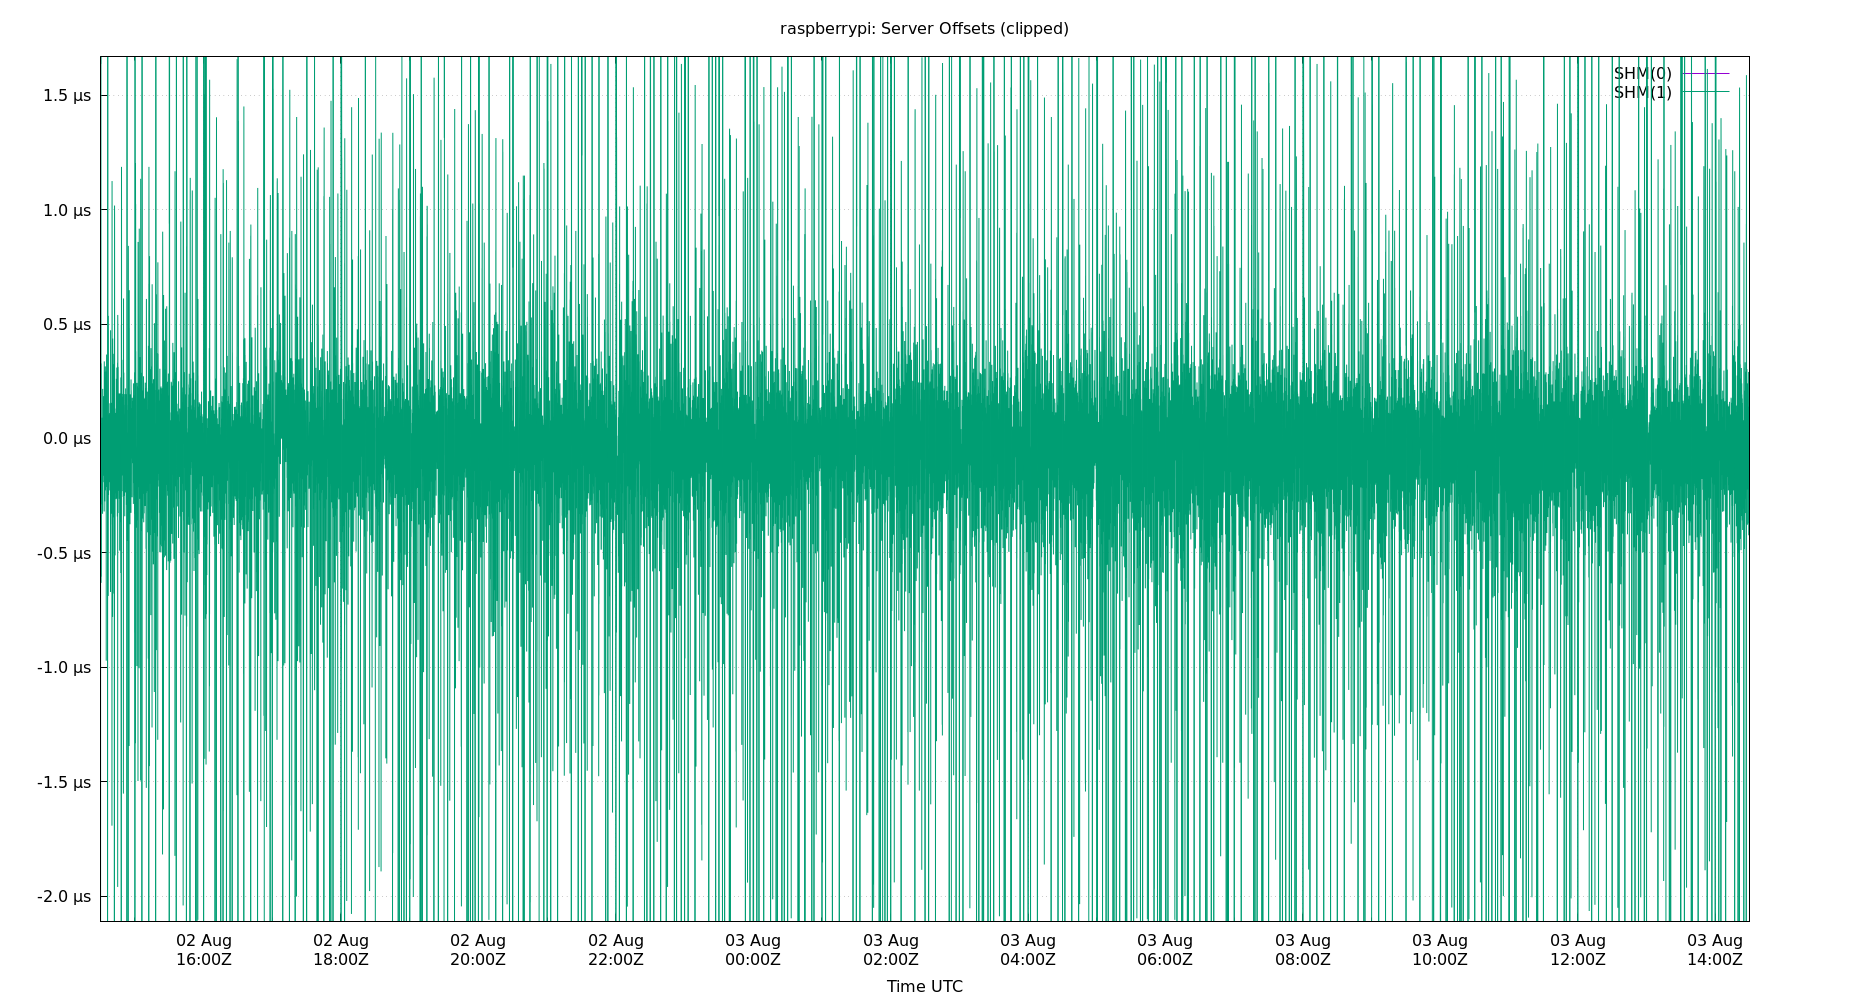 raspberrypi: Server Offsets (clipped)
SHM(0)
SHM(1)
1.5 µs
1.0 µs
0.5 µs
0.0 µs
-0.5 µs
-1.0 µs
-1.5 µs
-2.0 µs
02 Aug 02 Aug 02 Aug 02 Aug 03 Aug 03 Aug 03 Aug 03 Aug 03 Aug 03 Aug 03 Aug 03 Aug
16:00Z 18:00Z 20:00Z 22:00Z 00:00Z 02:00Z 04:00Z 06:00Z 08:00Z 10:00Z 12:00Z 14:00Z
Time UTC